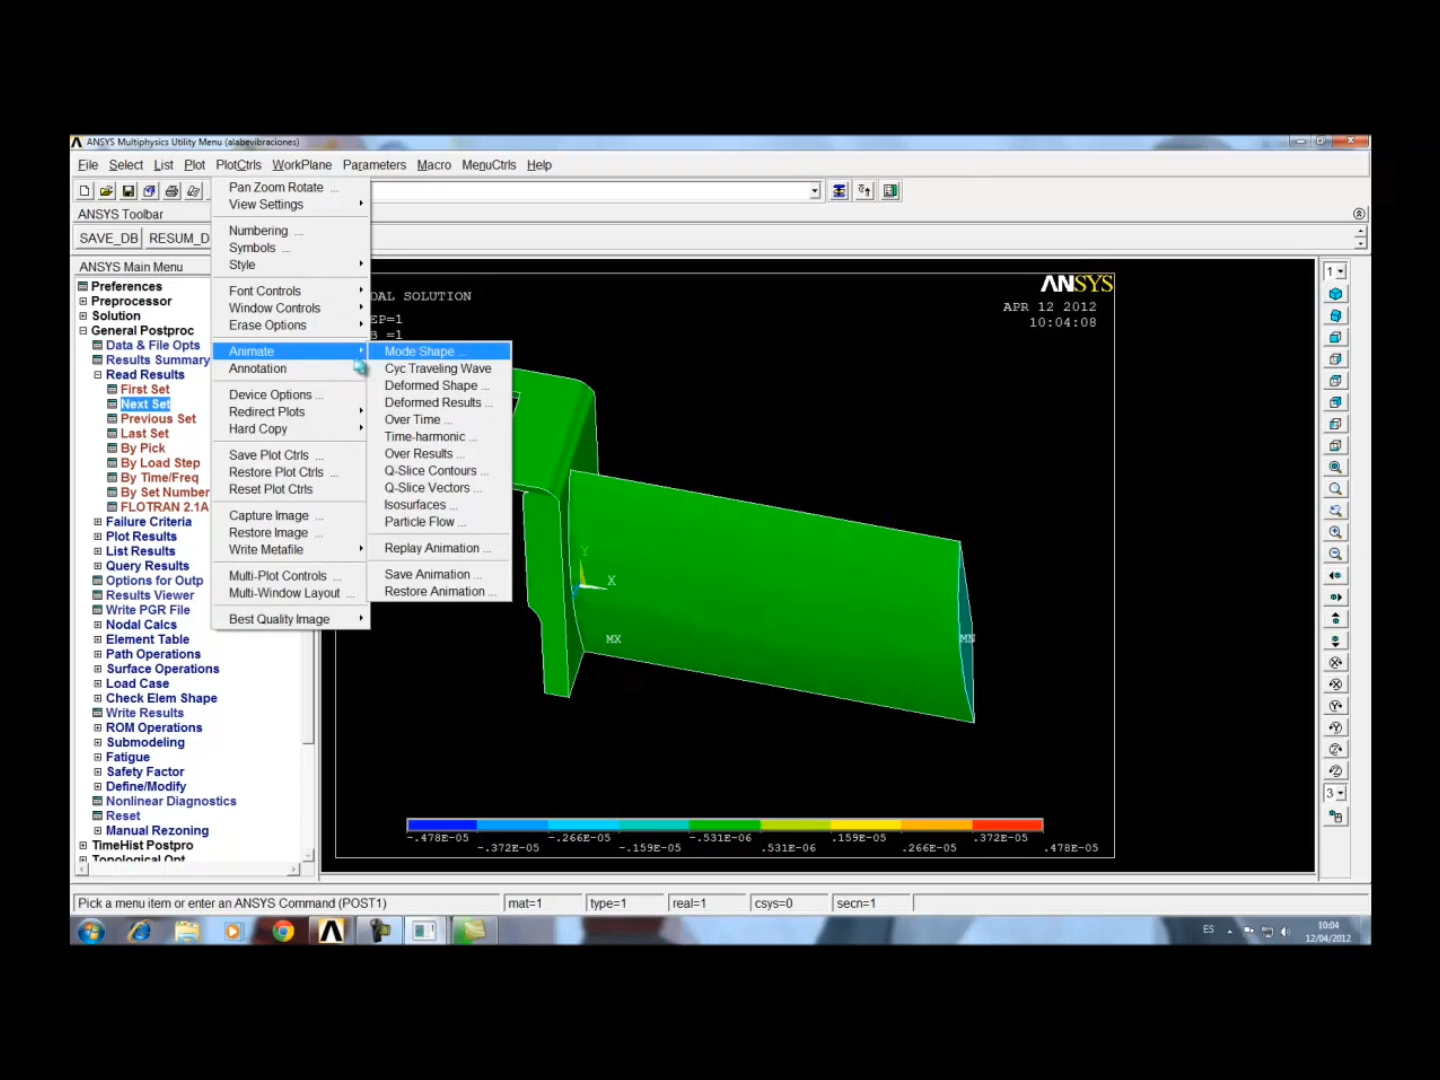 ANSYS Multiphysics Utility Menu (alabevibraciones)
File Select List Plot PlotCtrls WorkPlane Parameters Macro MenuCtrls Help
ANSYS Toolbar
SAVE_DB RESUM_D
ANSYS Main Menu
Preferences
Preprocessor
Solution
General Postproc
Data & File Opts
Results Summary
Read Results
First Set
Next Set
Previous Set
Last Set
By Pick
By Load Step
By Time/Freq
By Set Number
FLOTRAN 2.1A
Failure Criteria
Plot Results
List Results
Query Results
Options for Outp
Results Viewer
Write PGR File
Nodal Calcs
Element Table
Path Operations
Surface Operations
Load Case
Check Elem Shape
Write Results
ROM Operations
Submodeling
Fatigue
Safety Factor
Define/Modify
Nonlinear Diagnostics
Reset
Manual Rezoning
TimeHist Postpro
Topological Opt
Pan Zoom Rotate ...
View Settings
Numbering ...
Symbols ...
Style
Font Controls
Window Controls
Erase Options
Animate
Annotation
Device Options ...
Redirect Plots
Hard Copy
Save Plot Ctrls ...
Restore Plot Ctrls ...
Reset Plot Ctrls
Capture Image ...
Restore Image ...
Write Metafile
Multi-Plot Controls ...
Multi-Window Layout ...
Best Quality Image
Mode Shape ...
Cyc Traveling Wave
Deformed Shape ...
Deformed Results ...
Over Time ...
Time-harmonic ...
Over Results ...
Q-Slice Contours ...
Q-Slice Vectors ...
Isosurfaces ...
Particle Flow ...
Replay Animation ...
Save Animation ...
Restore Animation ...
DAL SOLUTION
EP=1
B =1
ANSYS
APR 12 2012
10:04:08
Y
X
MX
MN
-.478E-05 -.266E-05 -.531E-06 .159E-05 .372E-05
-.372E-05 -.159E-05 .531E-06 .266E-05 .478E-05
1
3
Pick a menu item or enter an ANSYS Command (POST1) mat=1 type=1 real=1 csys=0 secn=1
ES
10:04
12/04/2012